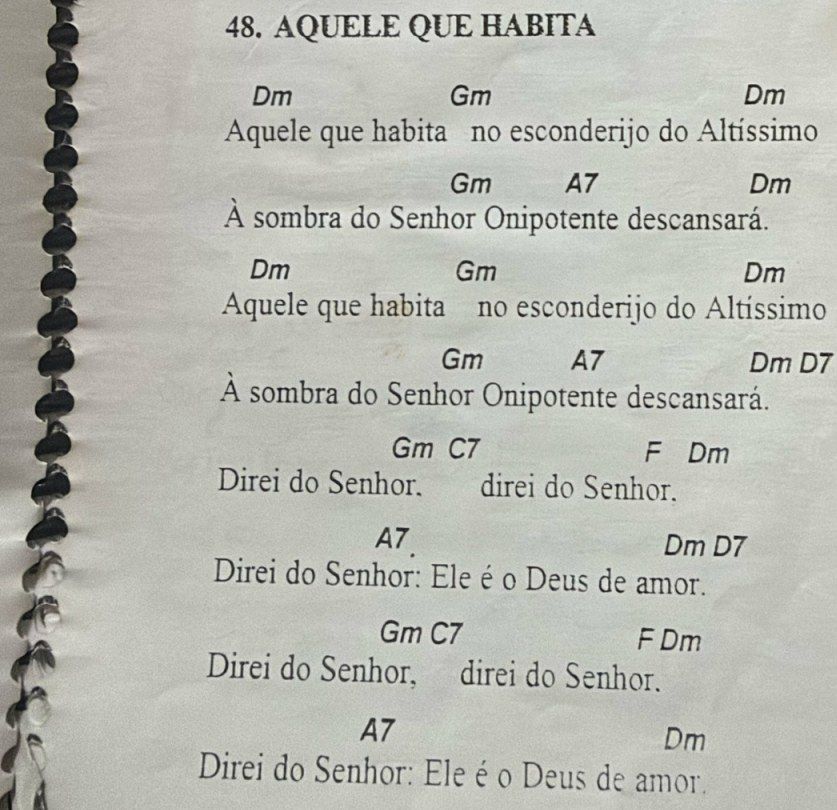 48. AQUELE QUE HABITA
Dm Gm Dm
Aquele que habita no esconderijo do Altíssimo
Gm A7 Dm
À sombra do Senhor Onipotente descansará.
Dm Gm Dm
Aquele que habita no esconderijo do Altíssimo
Gm A7 Dm D7
À sombra do Senhor Onipotente descansará.
Gm C7 F Dm
Direi do Senhor, direi do Senhor.
A7 Dm D7
Direi do Senhor: Ele é o Deus de amor.
Gm C7 F Dm
Direi do Senhor, direi do Senhor.
A7 Dm
Direi do Senhor: Ele é o Deus de amor.